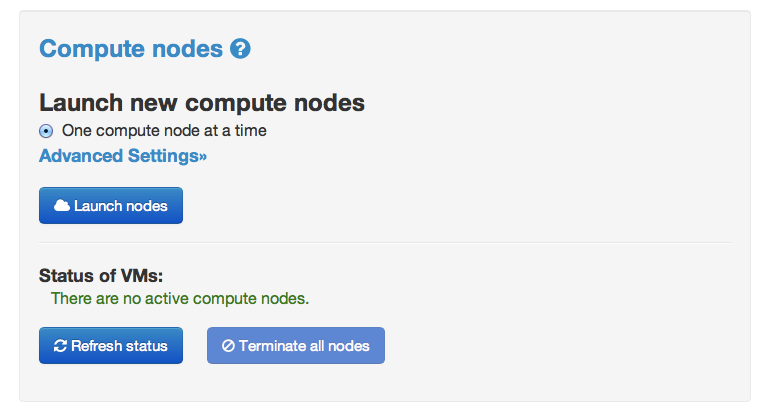 Compute nodes ?
Launch new compute nodes
One compute node at a time
Advanced Settings»
Launch nodes
Status of VMs:
There are no active compute nodes.
Refresh status
Terminate all nodes